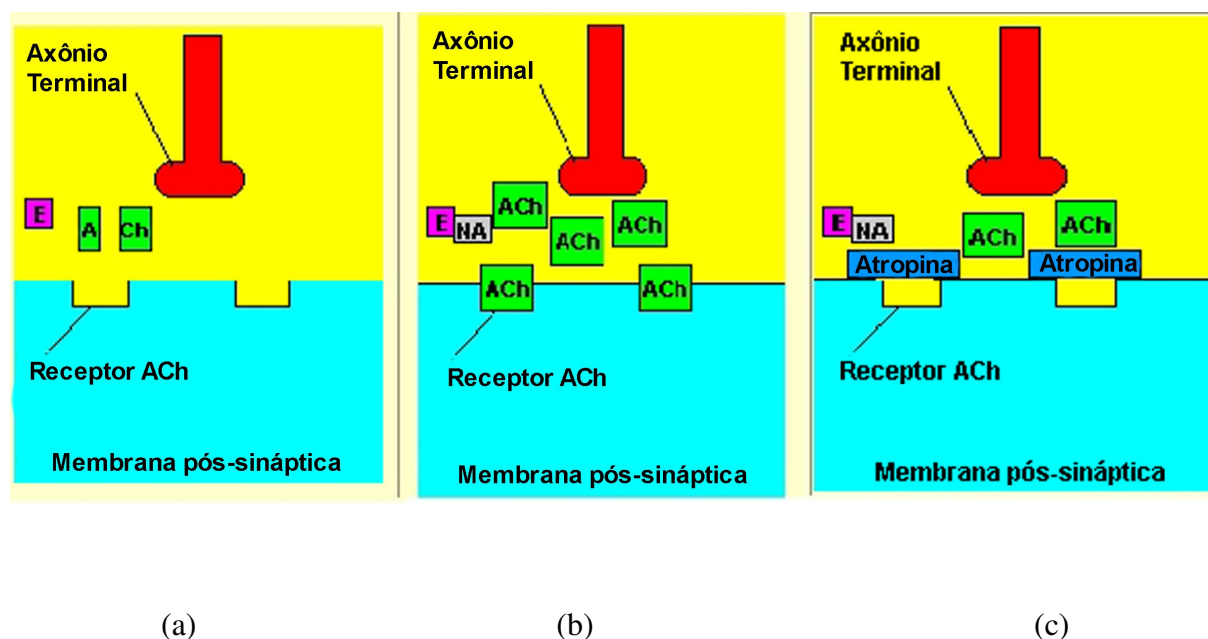 Axônio
Terminal
E
A
Ch
Receptor ACh
Membrana pós-sináptica
Axônio
Terminal
E
NA
ACh
ACh
ACh
ACh
ACh
Receptor ACh
Membrana pós-sináptica
Axônio
Terminal
E
NA
ACh
ACh
Atropina
Atropina
Receptor ACh
Membrana pós-sináptica
(a)
(b)
(c)